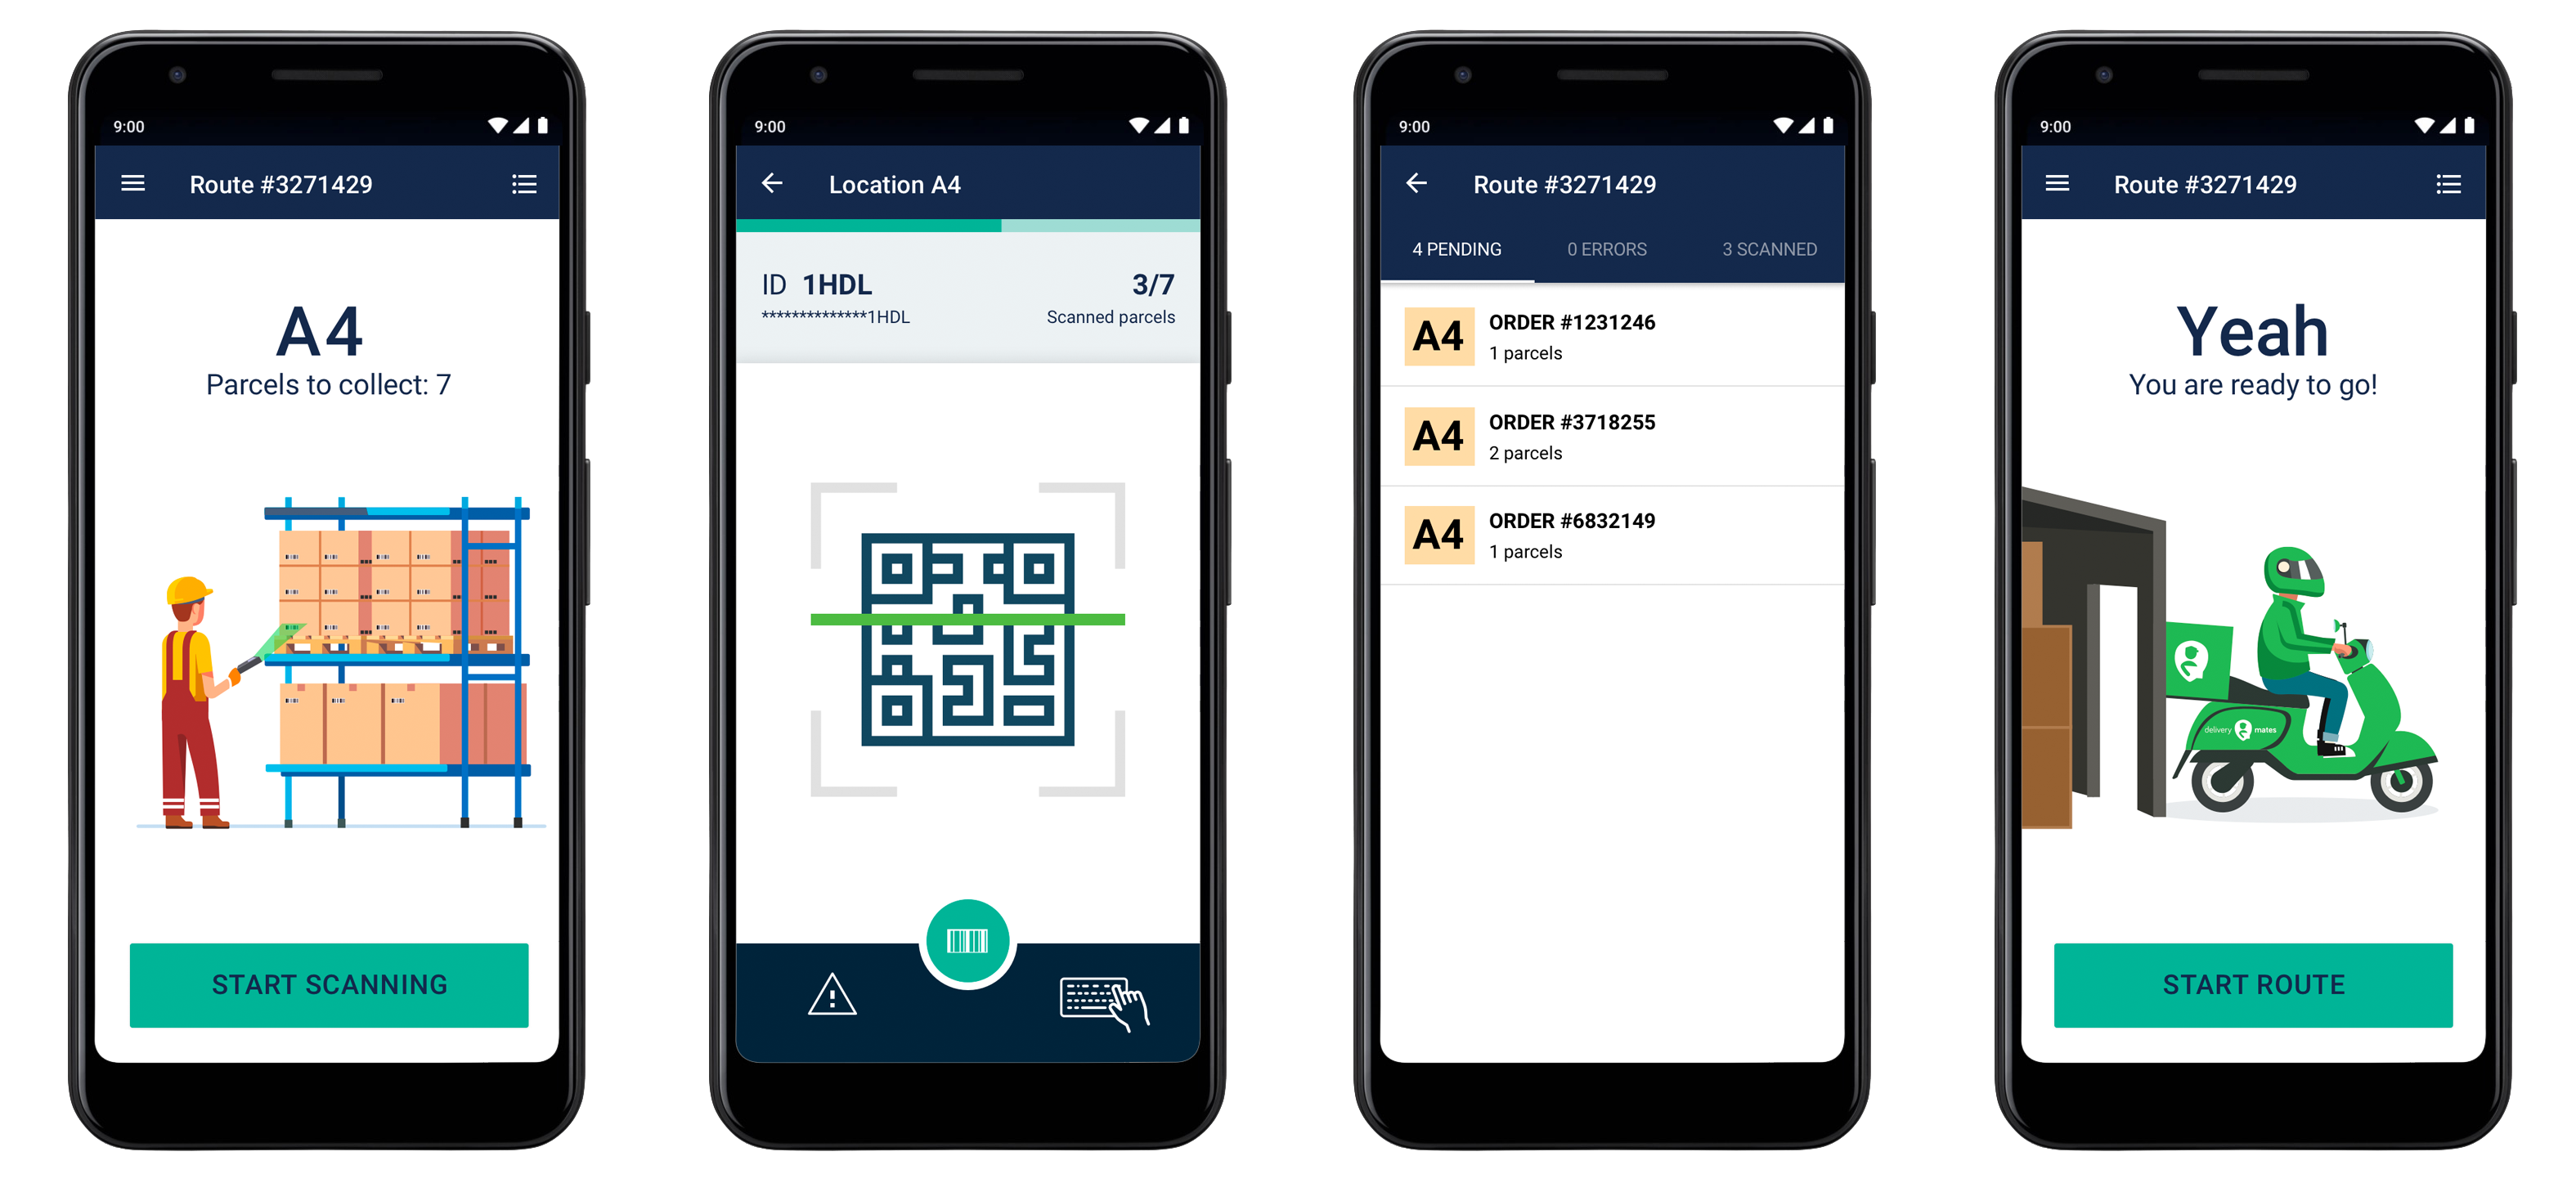 9:00
Route #3271429
A4
Parcels to collect: 7
START SCANNING
9:00
Location A4
ID 1HDL
3/7
**************1HDL
Scanned parcels
9:00
Route #3271429
4 PENDING
0 ERRORS
3 SCANNED
A4
ORDER #1231246
1 parcels
A4
ORDER #3718255
2 parcels
A4
ORDER #6832149
1 parcels
9:00
Route #3271429
Yeah
You are ready to go!
delivery mates
START ROUTE